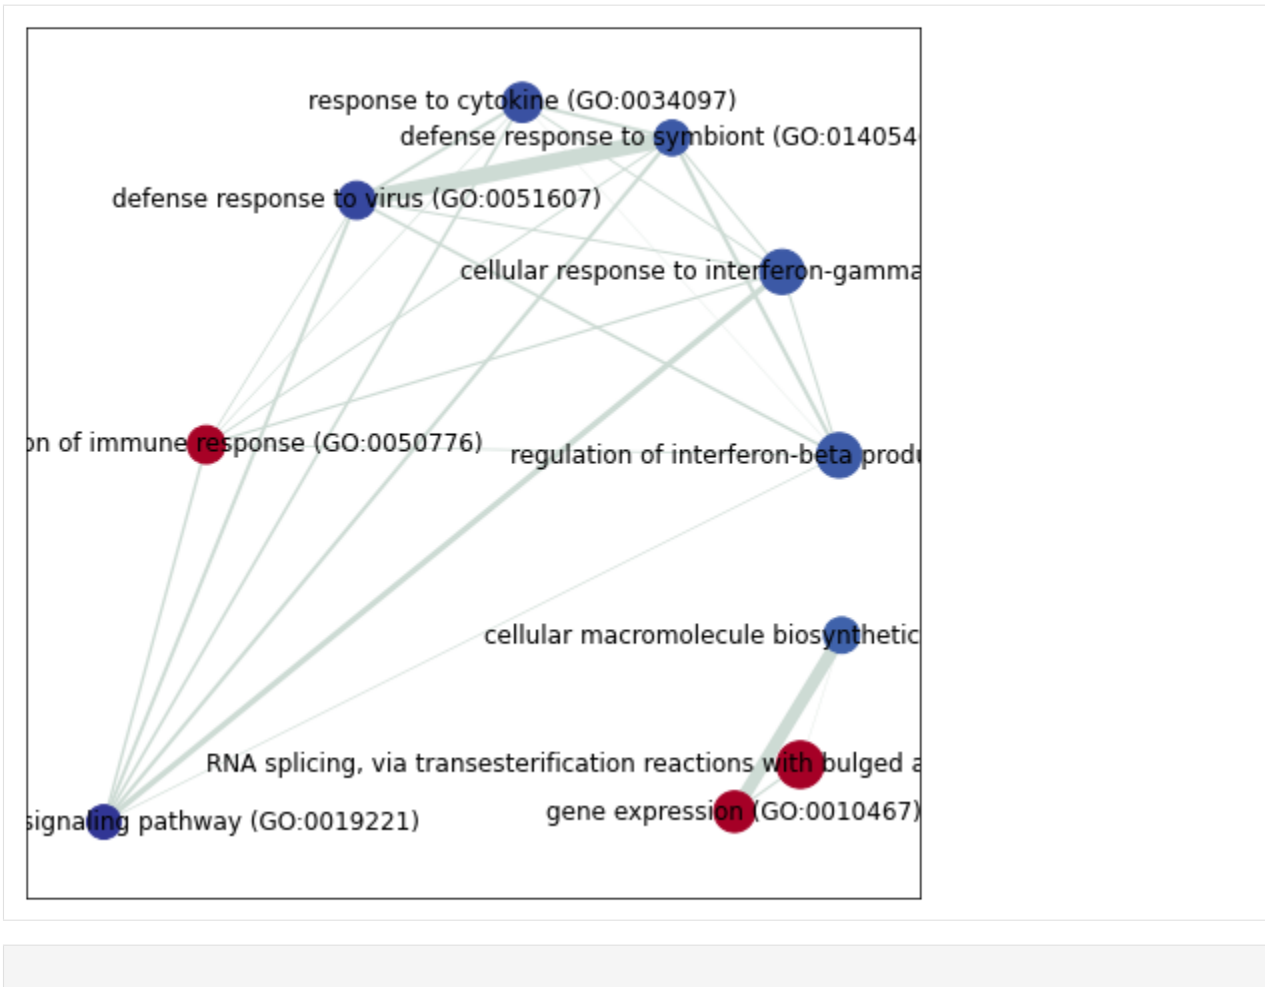 response to cytokine (GO:0034097)
defense response to symbiont (GO:014054
defense response to virus (GO:0051607)
cellular response to interferon-gamma
on of immune response (GO:0050776)
regulation of interferon-beta produ
cellular macromolecule biosynthetic
RNA splicing, via transesterification reactions with bulged a
gene expression (GO:0010467)
signaling pathway (GO:0019221)